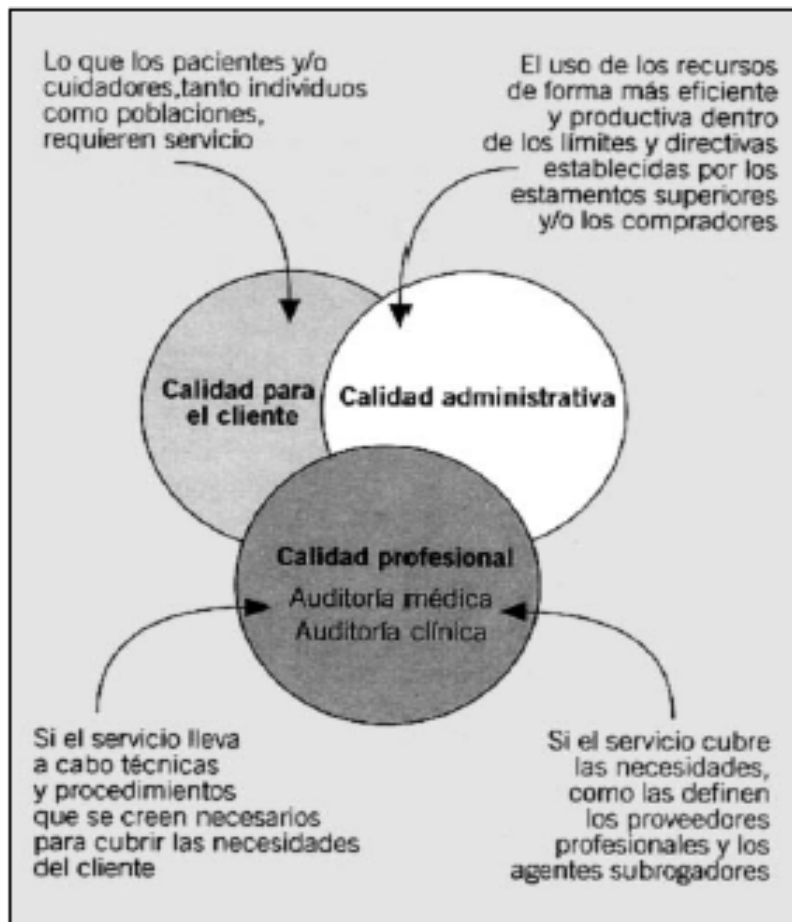 Lo que los pacientes y/o
cuidadores,tanto individuos
como poblaciones,
requieren servicio
El uso de los recursos
de forma más eficiente
y productiva dentro
de los límites y directivas
establecidas por los
estamentos superiores
y/o los compradores
Calidad para
el cliente
Calidad administrativa
Calidad profesional
Auditoría médica
Auditoría clínica
Si el servicio lleva
a cabo técnicas
y procedimientos
que se creen necesarios
para cubrir las necesidades
del cliente
Si el servicio cubre
las necesidades,
como las definen
los proveedores
profesionales y los
agentes subrogadores